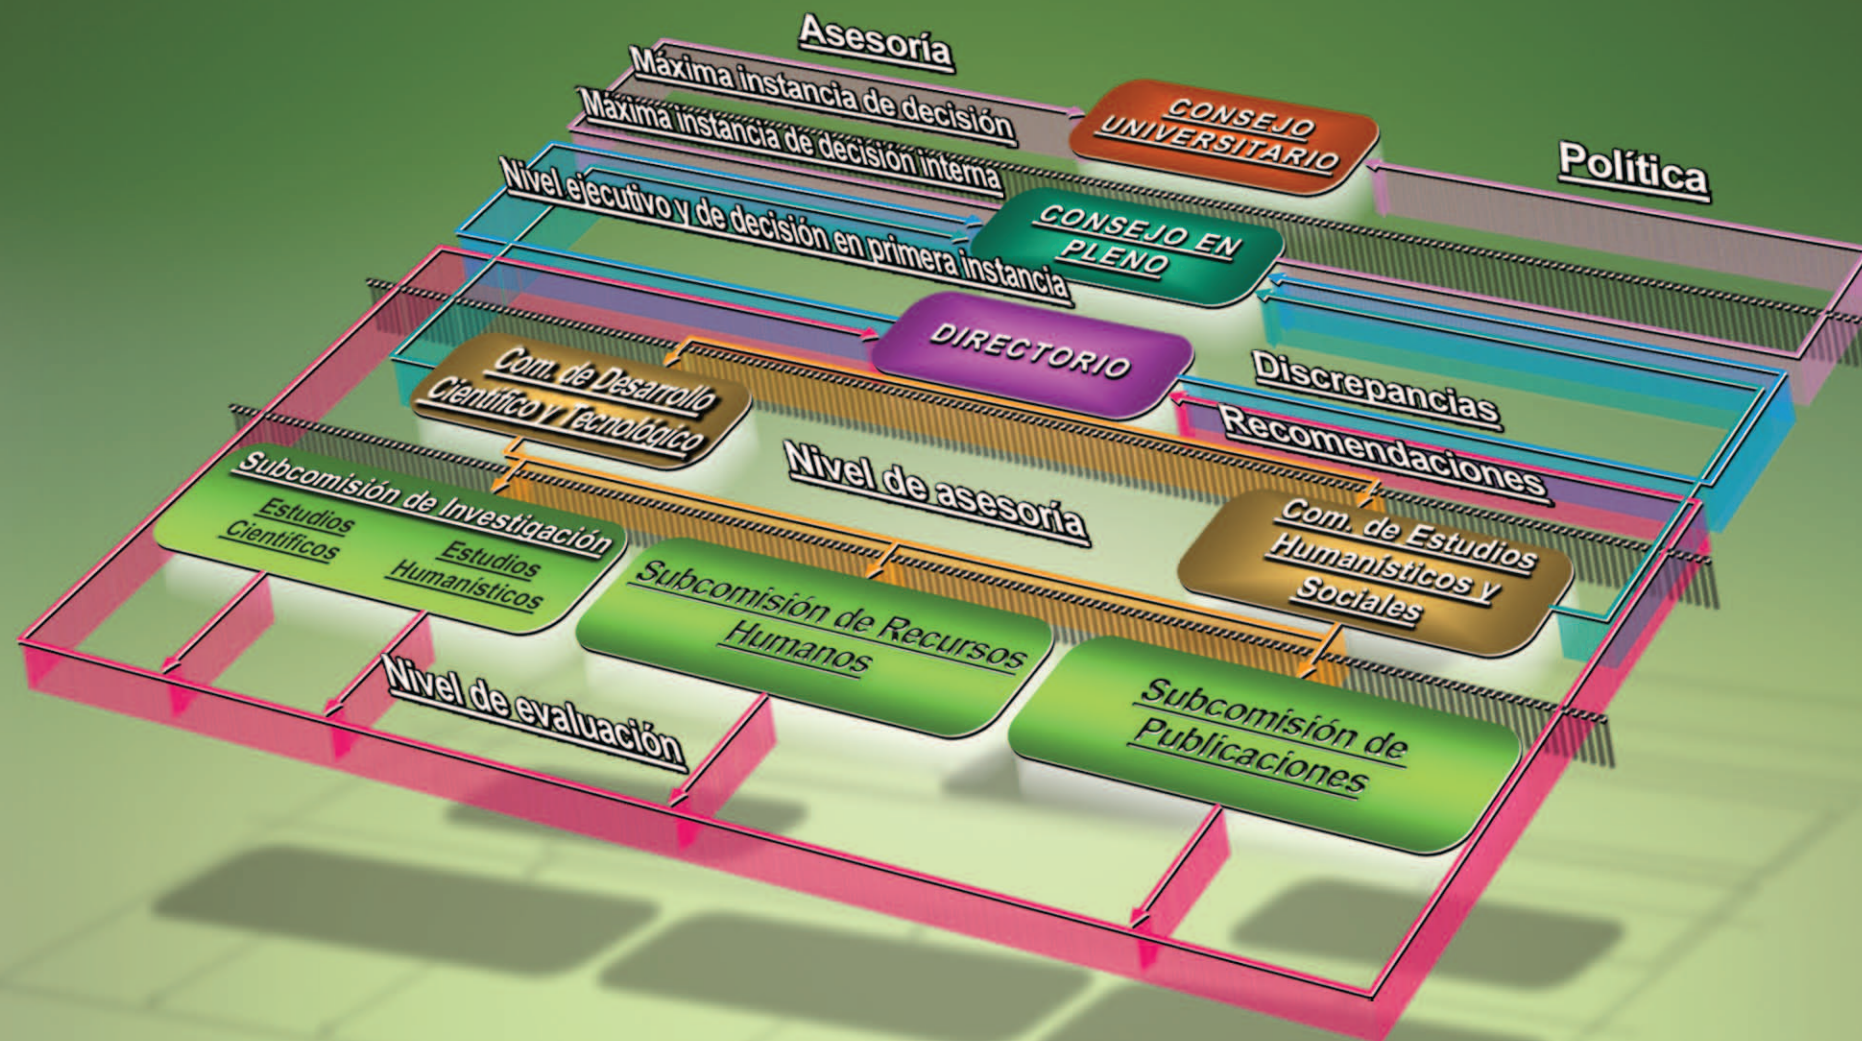 Asesoría
Máxima instancia de decisión
CONSEJO
UNIVERSITARIO
Política
Máxima instancia de decisión interna
CONSEJO EN
PLENO
Nivel ejecutivo y de decisión en primera instancia
DIRECTORIO
Discrepancias
Recomendaciones
Com. de Desarrollo
Científico y Tecnológico
Nivel de asesoría
Com. de Estudios
Humanísticos y
Sociales
Subcomisión de Investigación
Estudios
Científicos
Estudios
Humanísticos
Subcomisión de Recursos
Humanos
Subcomisión de
Publicaciones
Nivel de evaluación